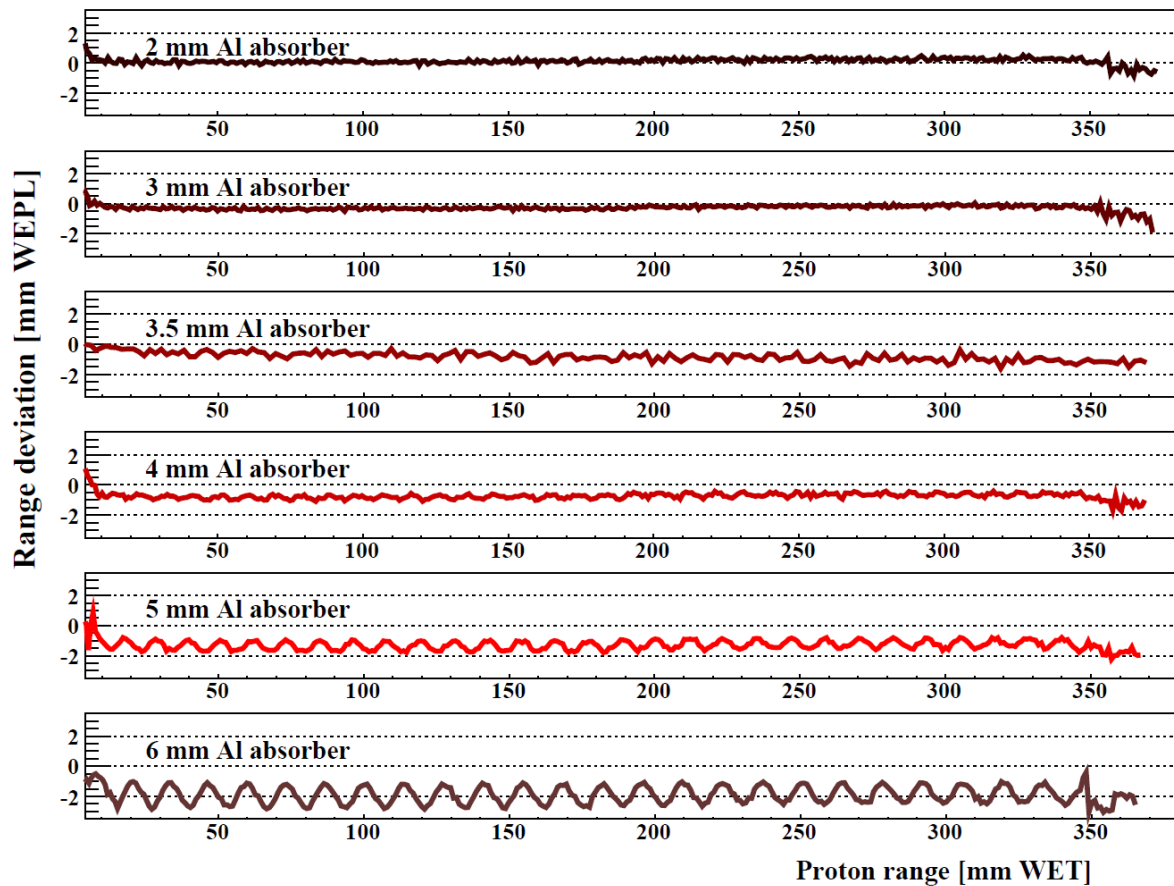 Range deviation [mm WEPL]
2 mm Al absorber
2
0
-2
50 100 150 200 250 300 350
3 mm Al absorber
2
0
-2
50 100 150 200 250 300 350
3.5 mm Al absorber
2
0
-2
50 100 150 200 250 300 350
4 mm Al absorber
2
0
-2
50 100 150 200 250 300 350
5 mm Al absorber
2
0
-2
50 100 150 200 250 300 350
6 mm Al absorber
2
0
-2
50 100 150 200 250 300 350
Proton range [mm WET]